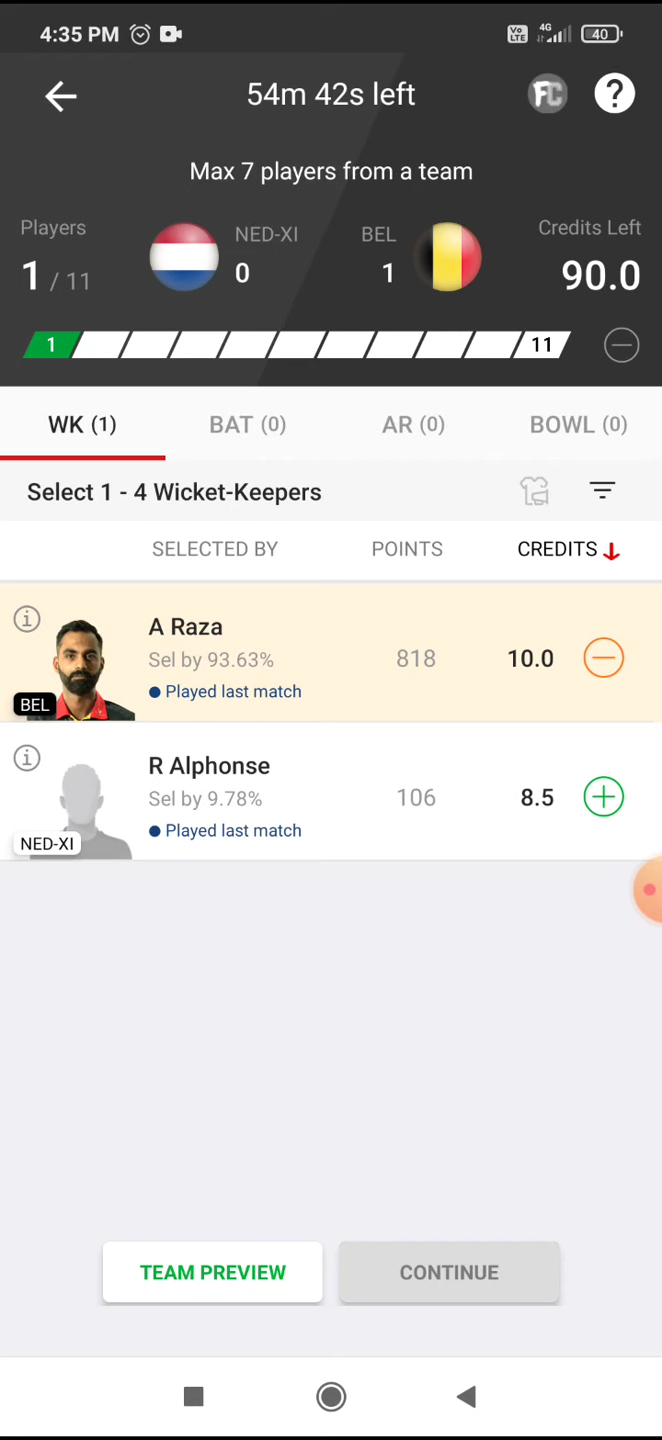 4:35 PM
Vo LTE 4G 40
54m 42s left
FC ?
Max 7 players from a team
Players NED-XI BEL Credits Left
1 / 11 0 1 90.0
1 11
WK (1) BAT (0) AR (0) BOWL (0)
Select 1 - 4 Wicket-Keepers
SELECTED BY POINTS CREDITS
A Raza
Sel by 93.63% 818 10.0
Played last match
BEL
R Alphonse
Sel by 9.78% 106 8.5
Played last match
NED-XI
TEAM PREVIEW CONTINUE